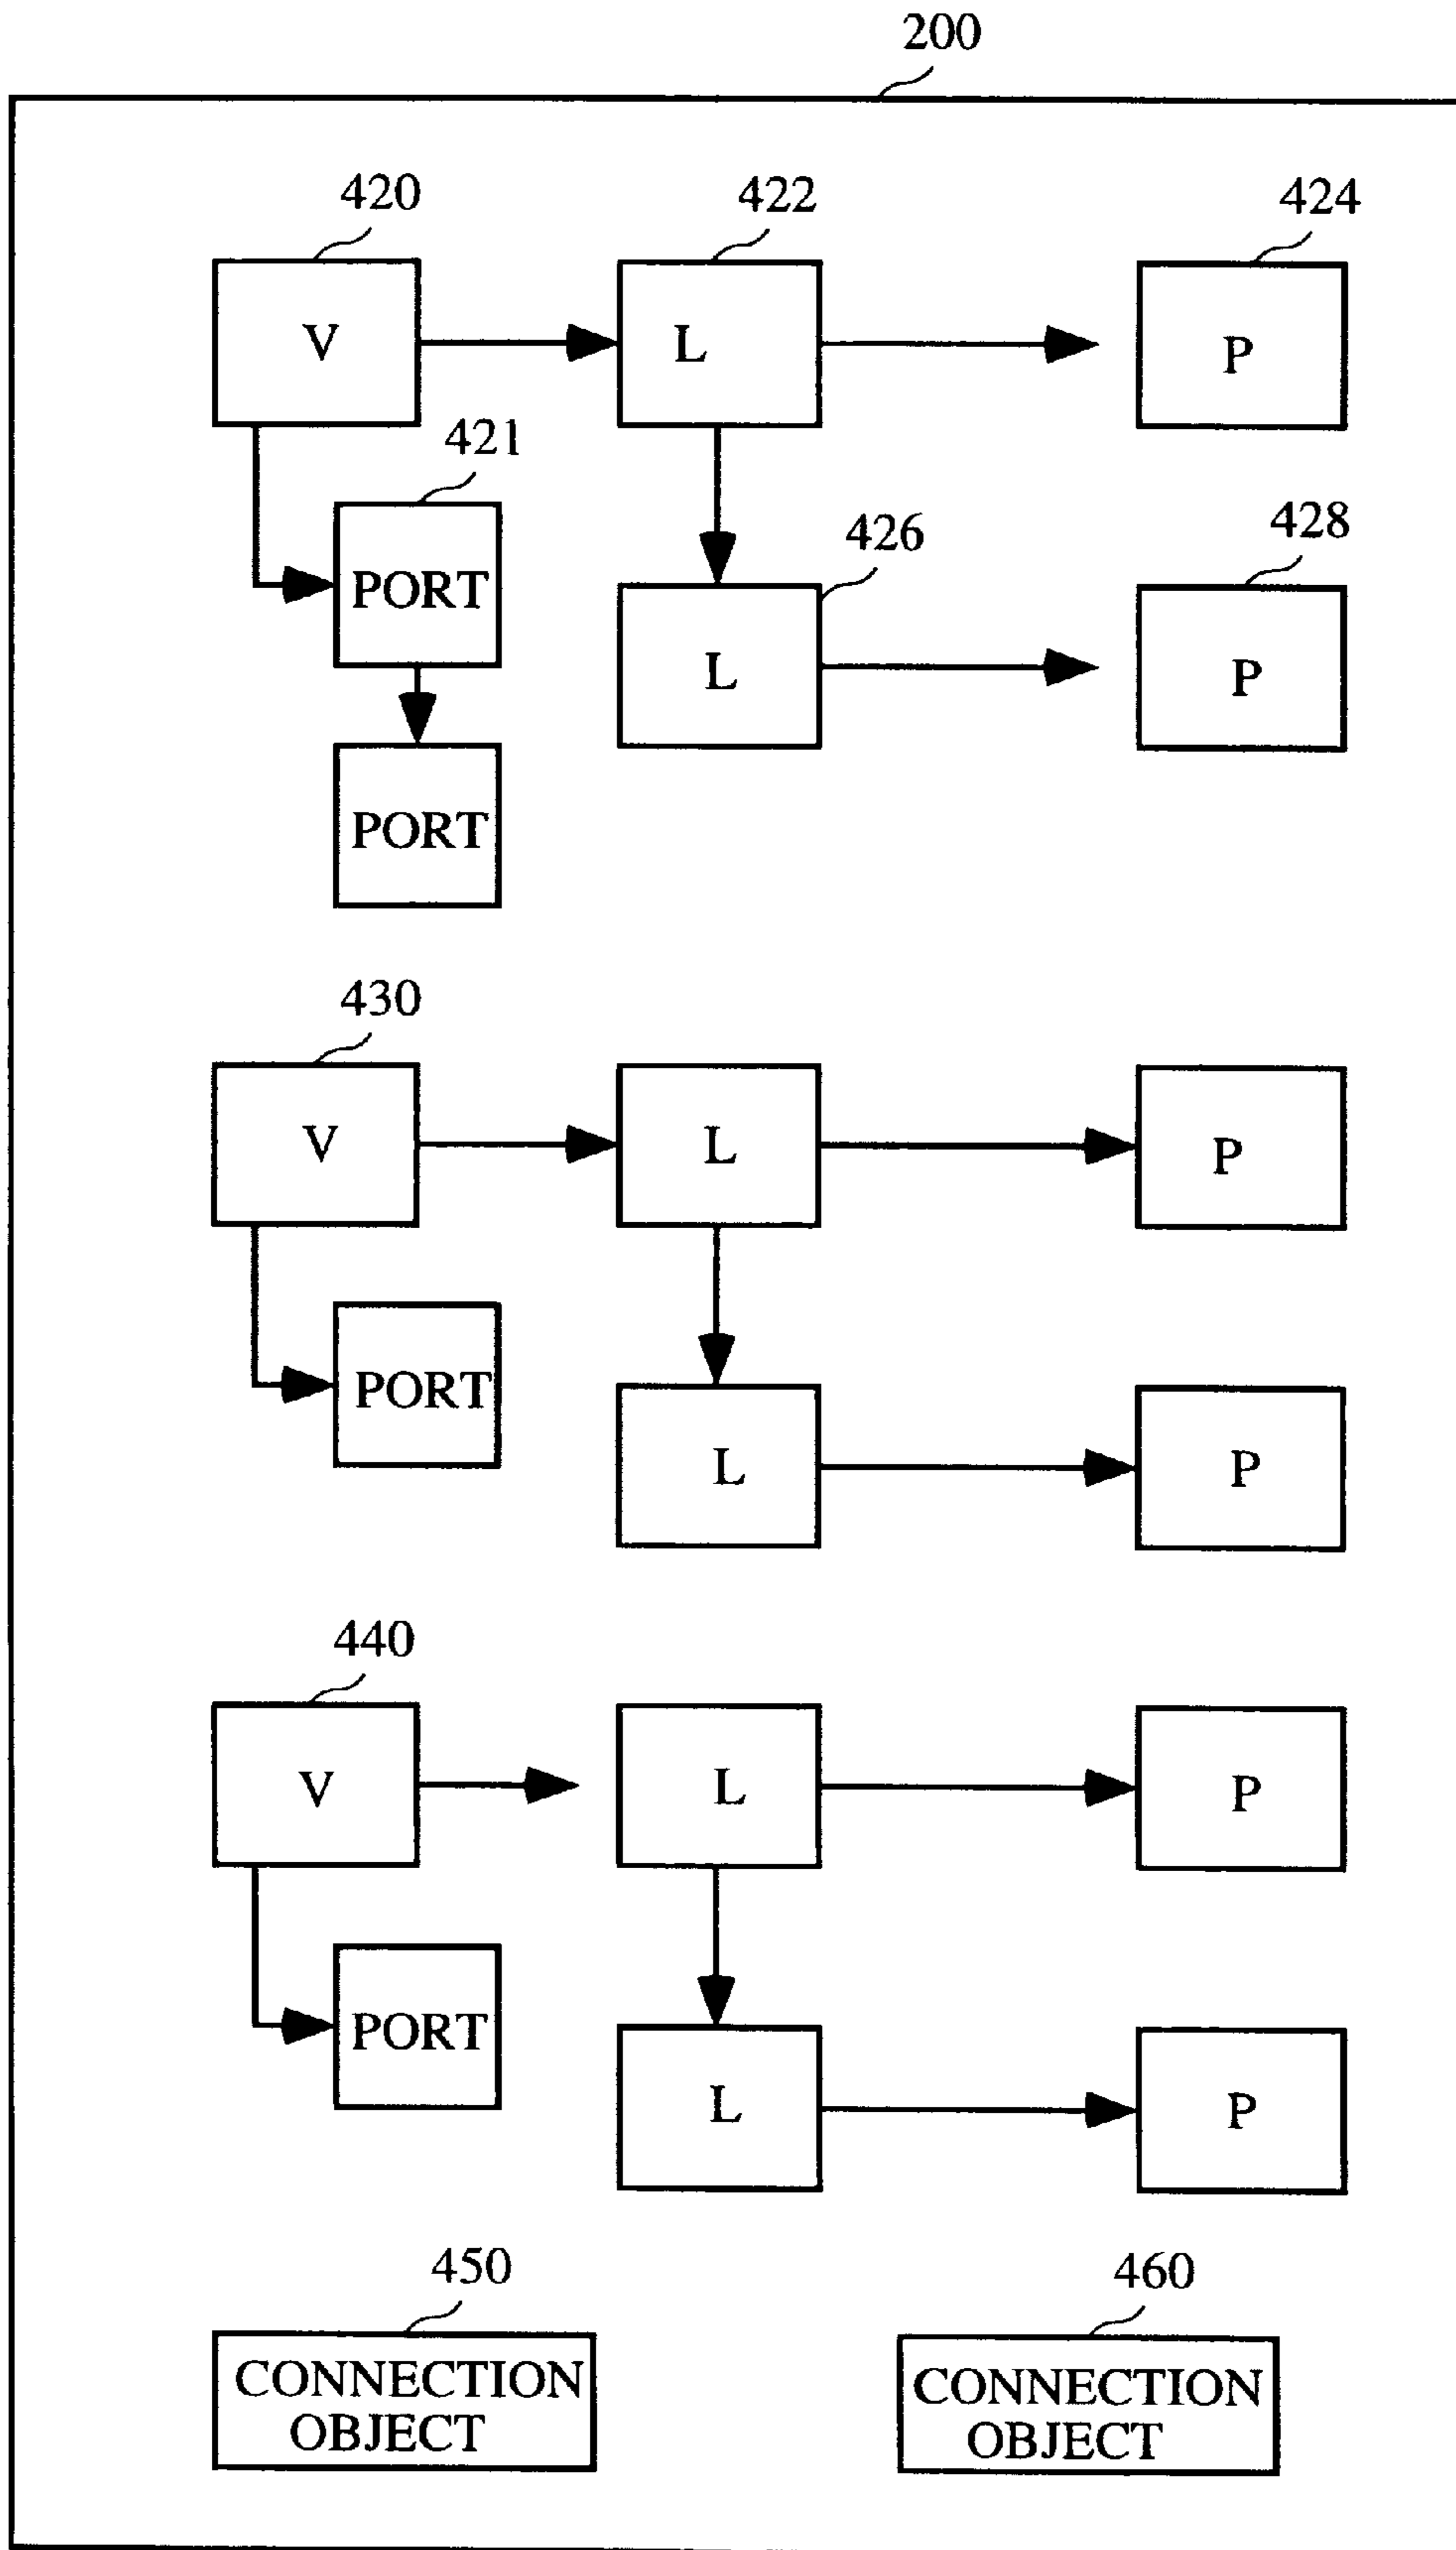 200
420
422
424
V
L
P
421
PORT
426
428
L
P
PORT
430
V
L
P
PORT
L
P
440
V
L
P
PORT
L
P
450
460
CONNECTION
OBJECT
CONNECTION
OBJECT